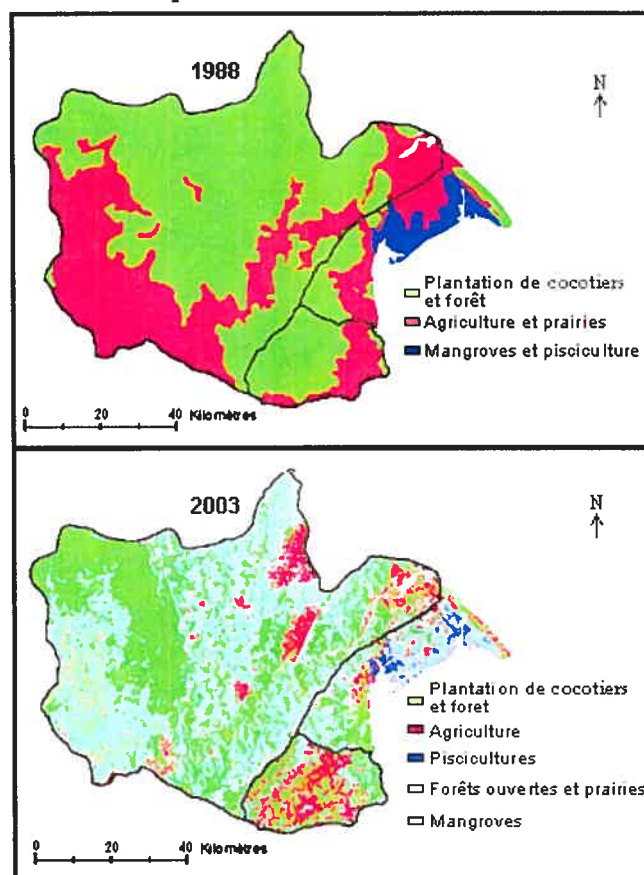 1988
N
Plantation de cocotiers
et forêt
Agriculture et prairies
Mangroves et pisciculture
0 20 40 Kilomètres
2003
N
Plantation de cocotiers
et foret
Agriculture
Piscicultures
Forêts ouvertes et prairies
Mangroves
0 20 40 Kilomètres